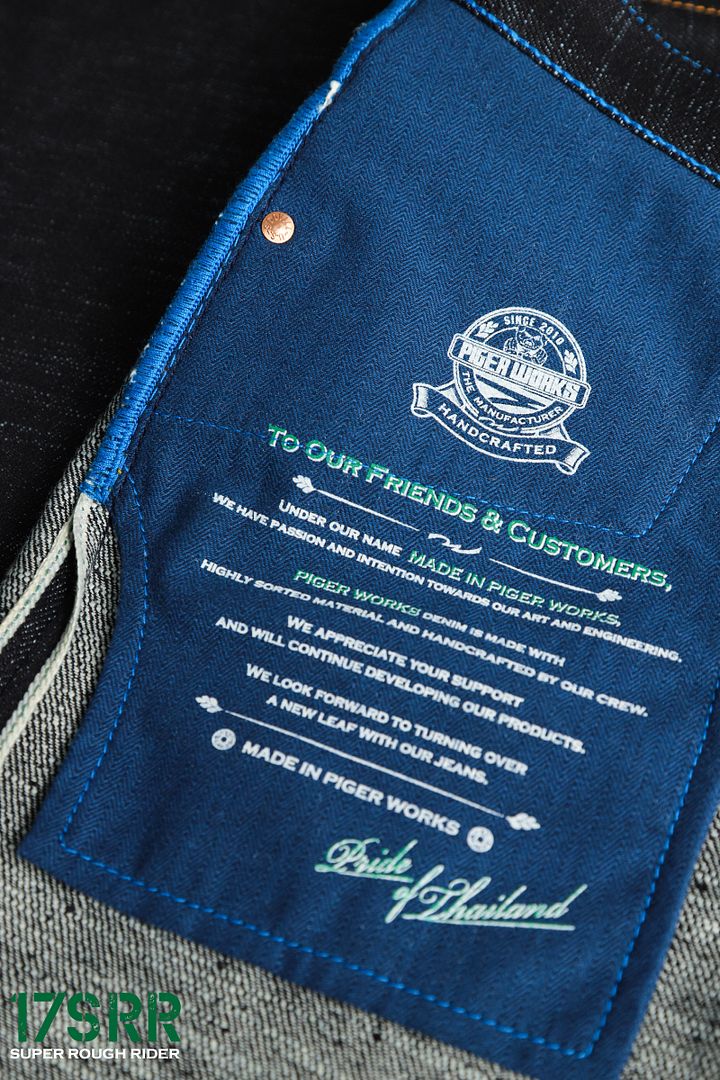 SINCE 2010
PIGER WORKS
THE MANUFACTURER
HANDCRAFTED
TO OUR FRIENDS & CUSTOMERS,
UNDER OUR NAME MADE IN PIGER WORKS,
WE HAVE PASSION AND INTENTION TOWARDS OUR ART AND ENGINEERING.
PIGER WORKS DENIM IS MADE WITH
HIGHLY SORTED MATERIAL AND HANDCRAFTED BY OUR CREW.
WE APPRECIATE YOUR SUPPORT
AND WILL CONTINUE DEVELOPING OUR PRODUCTS.
WE LOOK FORWARD TO TURNING OVER
A NEW LEAF WITH OUR JEANS.
MADE IN PIGER WORKS
Pride
of Thailand
17SRR
SUPER ROUGH RIDER